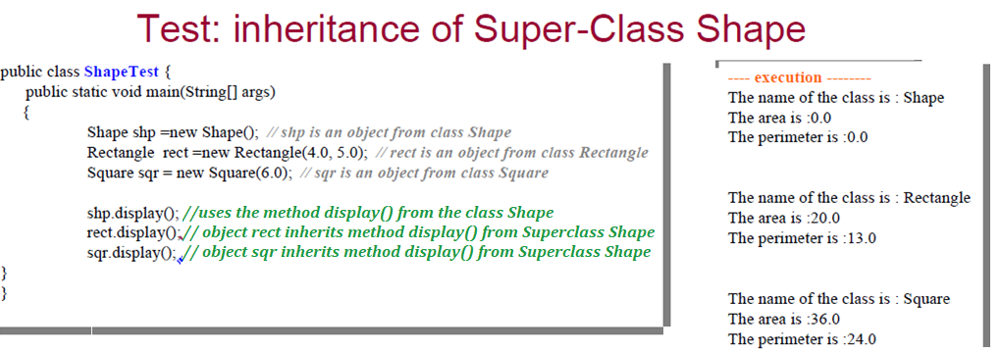 Test: inheritance of Super-Class Shape
public class ShapeTest {
public static void main(String[] args)
{
Shape shp =new Shape(); // shp is an object from class Shape
Rectangle rect =new Rectangle(4.0, 5.0); // rect is an object from class Rectangle
Square sqr = new Square(6.0); // sqr is an object from class Square
shp.display(); //uses the method display() from the class Shape
rect.display(); // object rect inherits method display() from Superclass Shape
sqr.display(); // object sqr inherits method display() from Superclass Shape
}
}
---- execution --------
The name of the class is : Shape
The area is :0.0
The perimeter is :0.0
The name of the class is : Rectangle
The area is :20.0
The perimeter is :13.0
The name of the class is : Square
The area is :36.0
The perimeter is :24.0